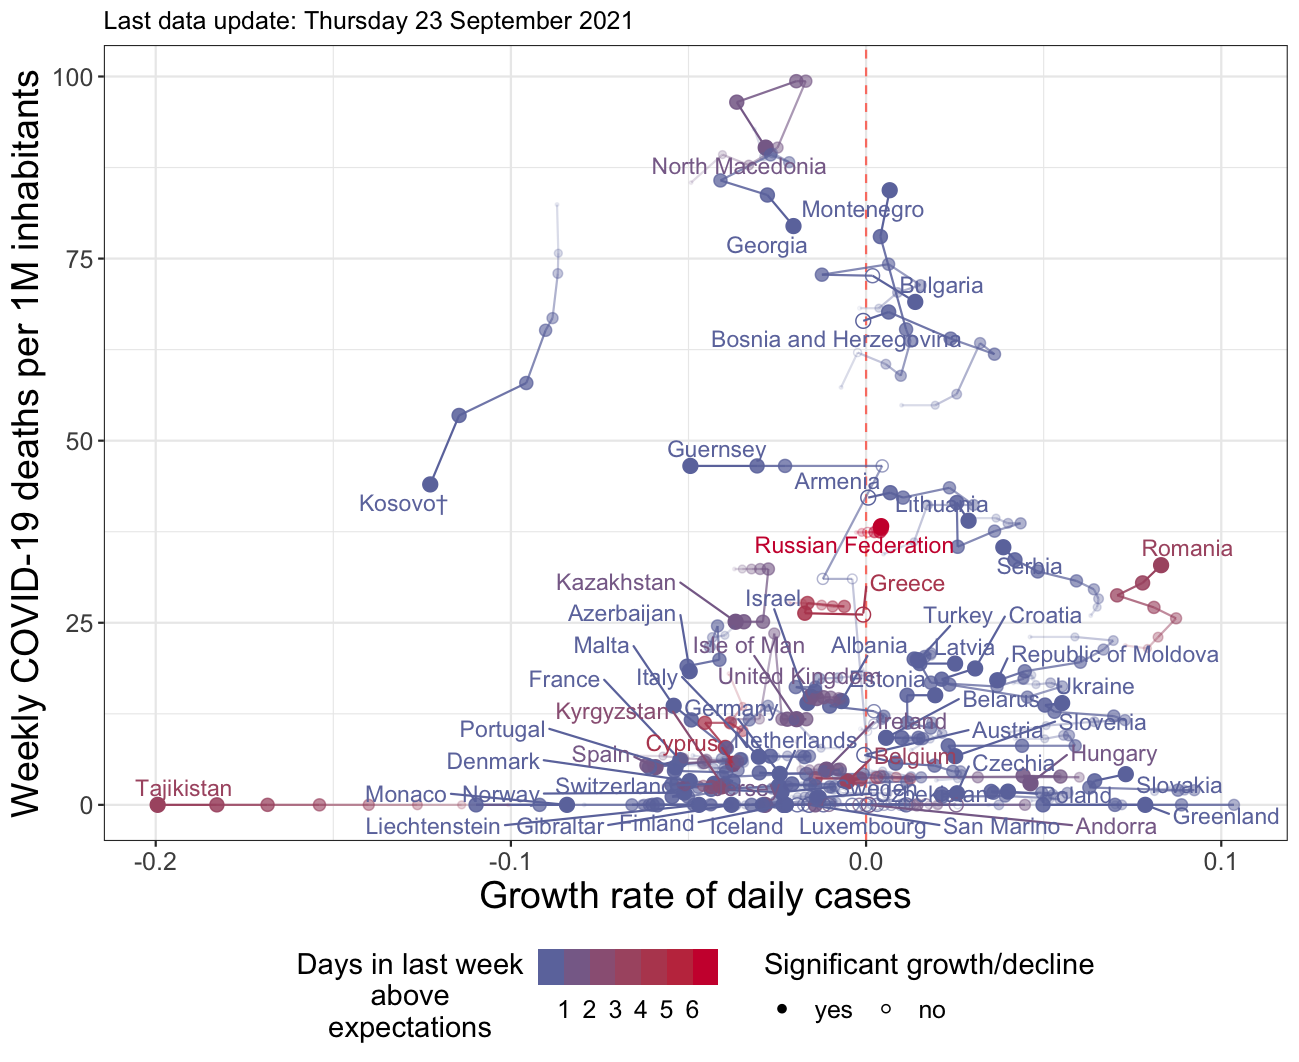 Last data update: Thursday 23 September 2021
Weekly COVID-19 deaths per 1M inhabitants
100
75
50
25
0
North Macedonia
Montenegro
Georgia
Bulgaria
Bosnia and Herzegovina
Guernsey
Armenia
Kosovo†
Lithuania
Russian Federation
Romania
Serbia
Kazakhstan
Greece
Israel
Azerbaijan
Turkey
Croatia
Malta
Isle of Man
Albania
Latvia
Republic of Moldova
France
Italy
United Kingdom
Estonia
Ukraine
Kyrgyzstan
Germany
Belarus
Portugal
Ireland
Slovenia
Spain
Cyprus
Netherlands
Austria
Denmark
Belgium
Czechia
Hungary
Tajikistan
Monaco
Norway
Switzerland
Sweden
Uzbekistan
Poland
Slovakia
Greenland
Liechtenstein
Gibraltar
Finland
Iceland
Luxembourg
San Marino
Andorra
-0.2
-0.1
0.0
0.1
Growth rate of daily cases
Days in last week
above
expectations
1 2 3 4 5 6
Significant growth/decline
yes
no